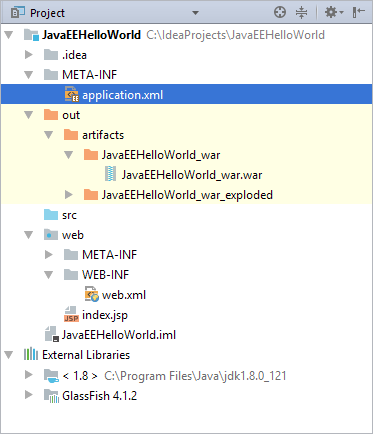 Project
JavaEEHelloWorld C:\IdeaProjects\JavaEEHelloWorld
.idea
META-INF
application.xml
out
artifacts
JavaEEHelloWorld_war
JavaEEHelloWorld_war.war
JavaEEHelloWorld_war_exploded
src
web
META-INF
WEB-INF
web.xml
JSP index.jsp
JavaEEHelloWorld.iml
External Libraries
< 1.8 > C:\Program Files\Java\jdk1.8.0_121
GlassFish 4.1.2